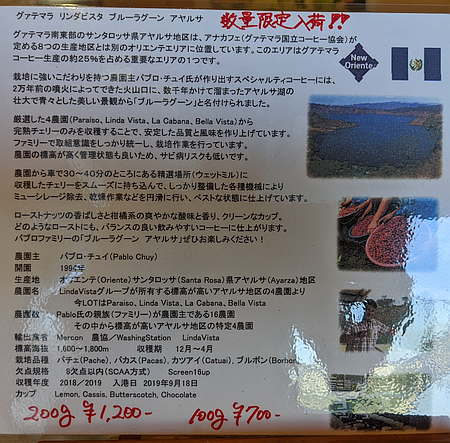 グァテマラ リンダビスタ ブルーラグーン アヤルサ
数量限定入荷!!
グァテマラ南東部のサンタロッサ県アヤルサ地区は、アナカフェ(グァテマラ国立コーヒー協会)が
定める8つの生産地区とは別のオリエンテエリアに位置しています。このエリアはグァテマラ
コーヒー生産の約25%を占める重要なエリアの1つです。
New
Oriente
栽培に強いこだわりを持つ農園主パブロ・チュイ氏が作り出すスペシャルティコーヒーには、
2万年前の噴火によってできた火山口に、数千年かけて溜まったアヤルサ湖の
壮大で青々とした美しい景観から「ブルーラグーン」と名付けられました。
厳選した4農園(Paraiso, Linda Vista, La Cabana, Bella Vista)から
完熟チェリーのみを収穫することで、安定した品質と風味を作り上げています。
ファミリーで取組意識をしっかり統一し、栽培作業を行っています。
農園の標高が高く管理状態も良いため、サビ病リスクも低いです。
農園から車で30~40分のところにある精選場所(ウェットミル)に
収穫したチェリーをスムーズに持ち込んで、しっかり整備した各種機械により
ミューシレージ除去、乾燥作業などを円滑に行い、ベストな状態に仕上げています。
ローストナッツの香ばしさと柑橘系の爽やかな酸味と香り、クリーンなカップ。
どのようなローストにも、バランスの良い飲みやすいコーヒーに仕上がります。
パブロファミリーの「ブルーラグーン アヤルサ」ぜひお楽しみください!
農園主 パブロ・チュイ(Pablo Chuy)
開園 1994年
生産地 オリエンテ(Oriente)サンタロッサ(Santa Rosa)県アヤルサ(Ayarza)地区
農園名 LindaVistaグループが所有する標高が高いアヤルサ地区の4農園より
今LOTはParaiso, Linda Vista, La Cabana, Bella Vista
農園数 Pablo氏の親族(ファミリー)が農園主である16農園
その中から標高が高いアヤルサ地区の特定4農園
輸出業者 Mercon 農協/WashingStation LindaVista
標高海抜 1,600~1,800m 収穫期 12月~4月
栽培品種 パチェ(Pache), パカス(Pacas), カツアイ(Catuai), ブルボン(Borbon)
欠点規格 8欠点以内(SCAA方式) Screen16up
収穫年度 2018/2019 入港日 2019年9月18日
カップ Lemon, Cassis, Butterscotch, Chocolate
200g ¥1,200- 100g ¥700-